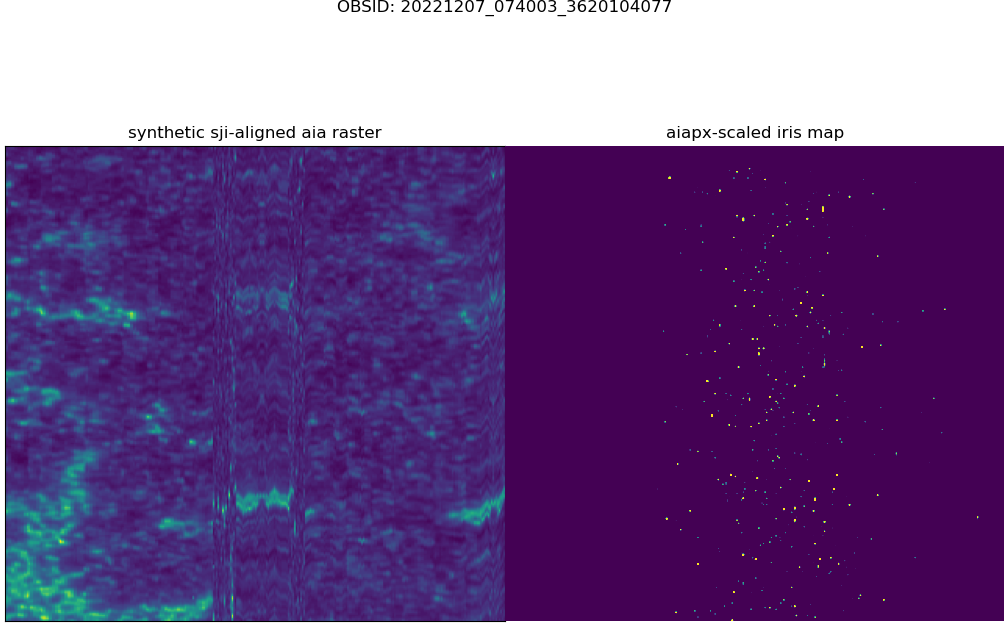 OBSID: 20221207_074003_3620104077
synthetic sji-aligned aia raster
aiapx-scaled iris map